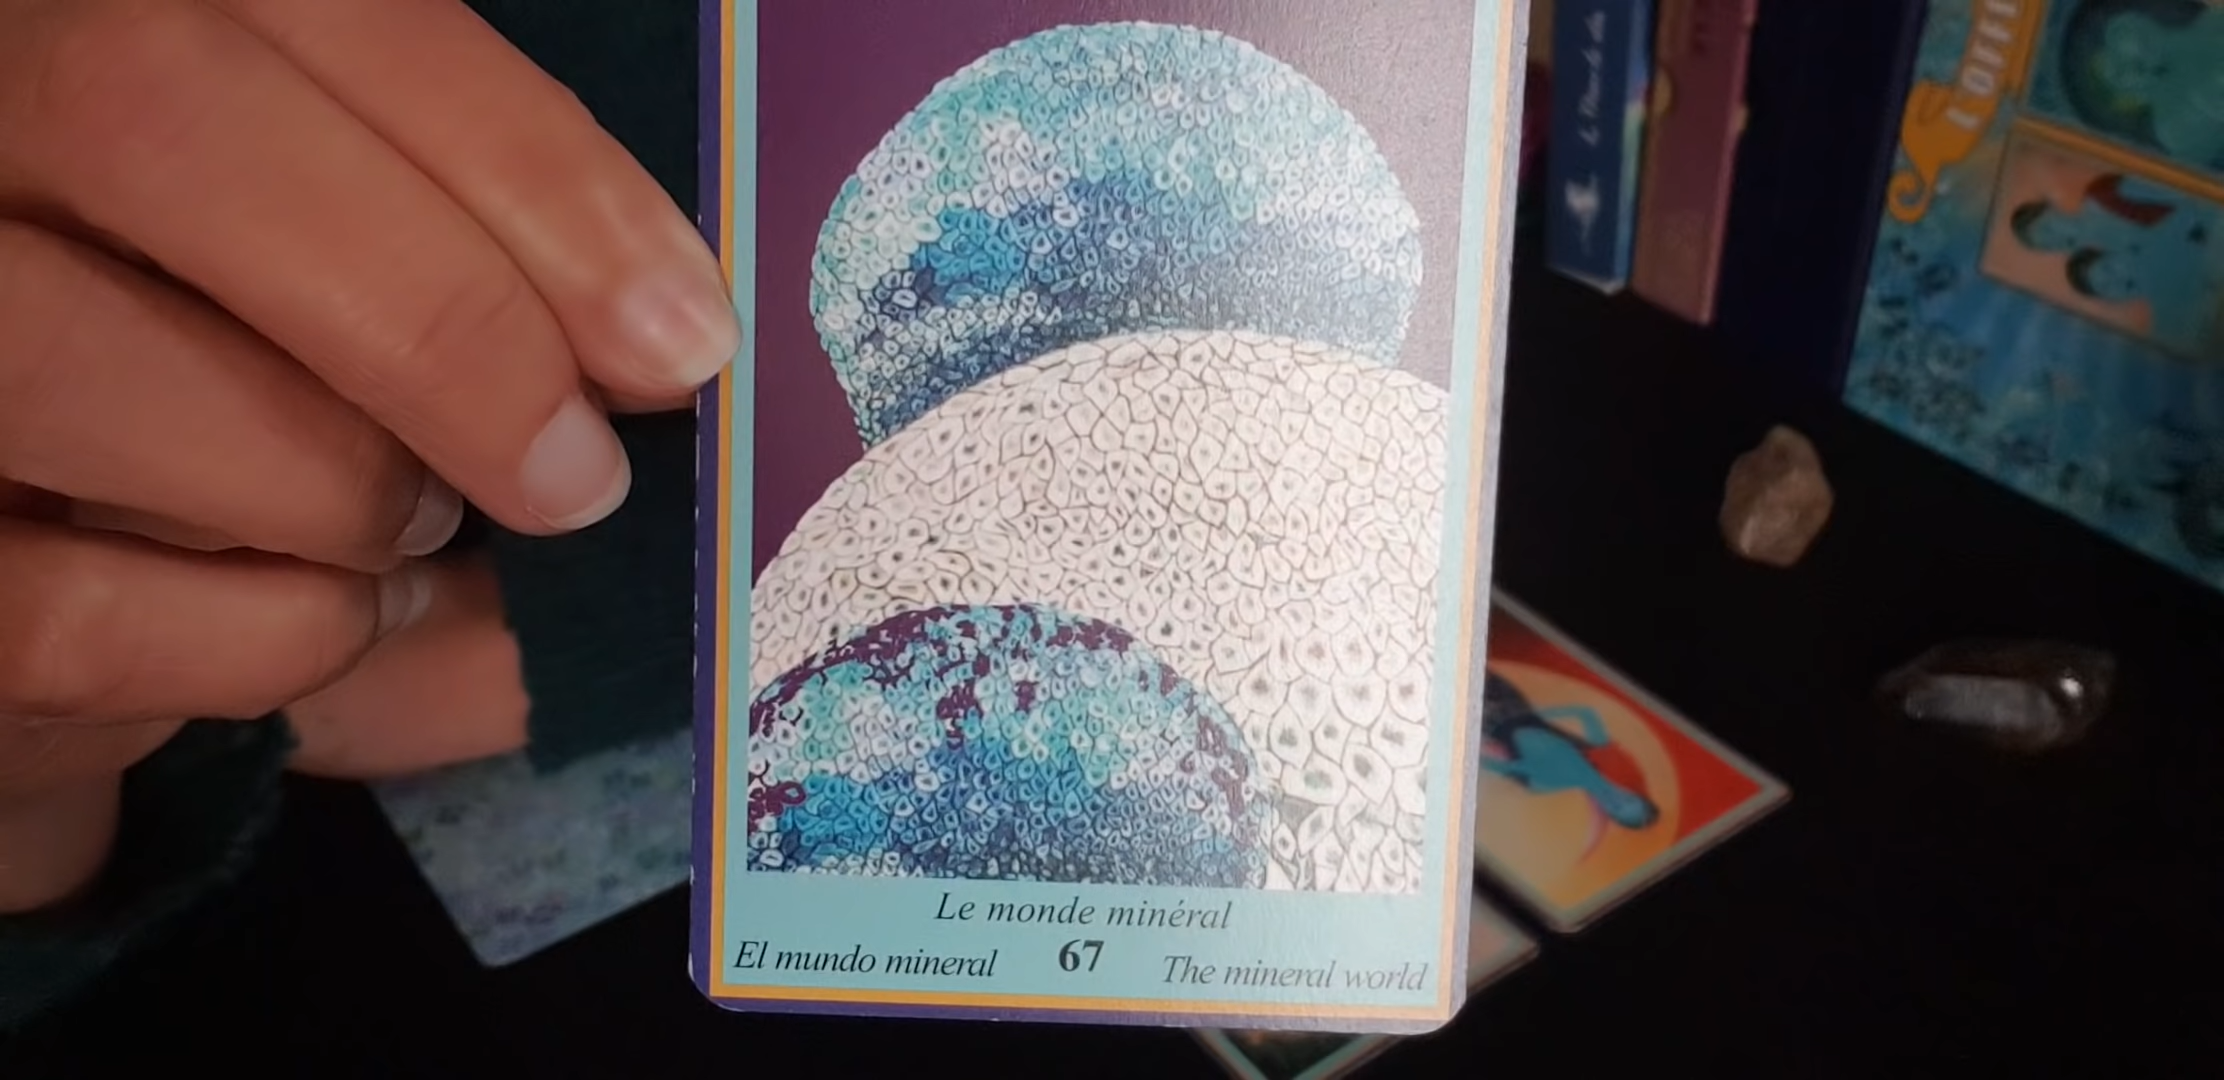 Le monde minéral
El mundo mineral 67 The mineral world